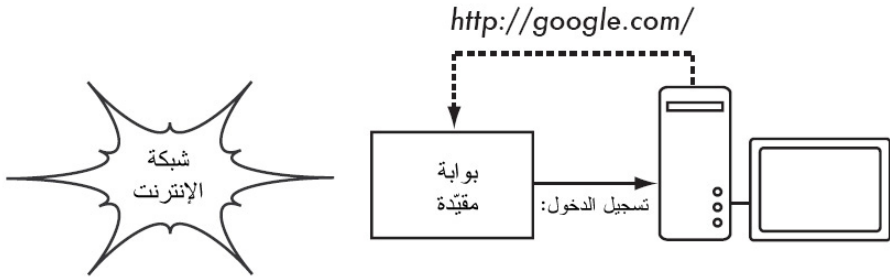 http://google.com/
شبكة
الإنترنت
بوابة
مقيّدة
تسجيل الدخول: